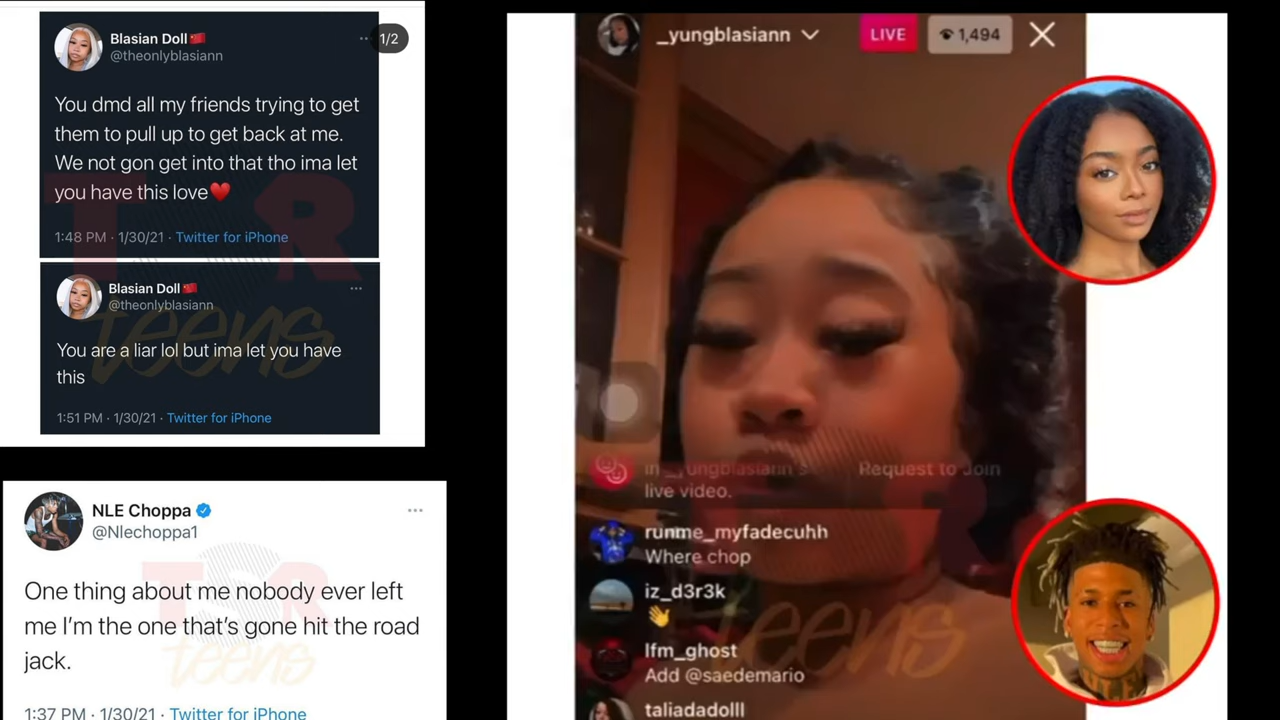 Blasian Doll🇨🇳
@theonlyblasiann
1/2
You dmd all my friends trying to get
them to pull up to get back at me.
We not gon get into that tho ima let
you have this love❤️
1:48 PM · 1/30/21 · Twitter for iPhone
Blasian Doll🇨🇳
@theonlyblasiann
You are a liar lol but ima let you have
this
1:51 PM · 1/30/21 · Twitter for iPhone
NLE Choppa
@Nlechoppa1
One thing about me nobody ever left
me I'm the one that's gone hit the road
jack.
1:37 PM · 1/30/21 · Twitter for iPhone
TSR
teens
_yungblasiann
LIVE
1,494
in _yungblasiann's
live video.
Request to Join
runme_myfadecuhh
Where chop
iz_d3r3k
👋
lfm_ghost
Add @saedemario
taliadadolll
teens